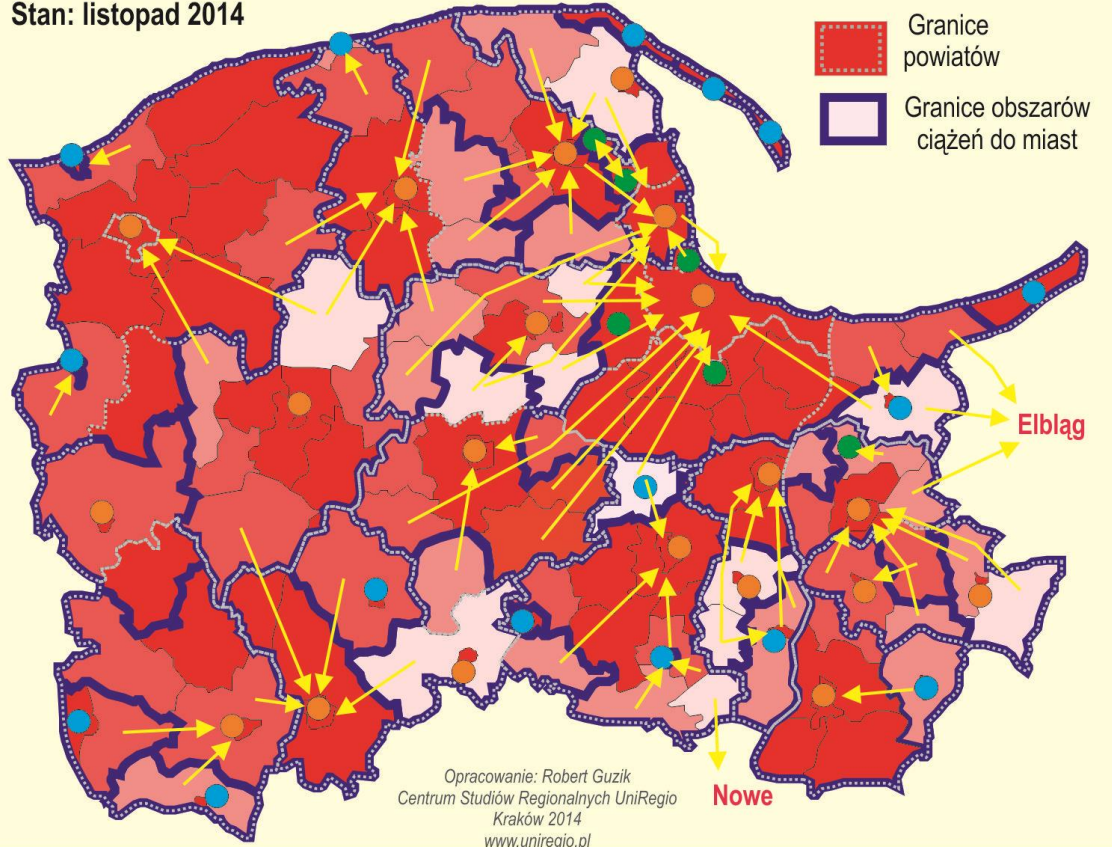 Stan: listopad 2014
Granice
powiatów
Granice obszarów
ciążeń do miast
Elbląg
Nowe
Opracowanie: Robert Guzik
Centrum Studiów Regionalnych UniRegio
Kraków 2014
www.uniregio.pl